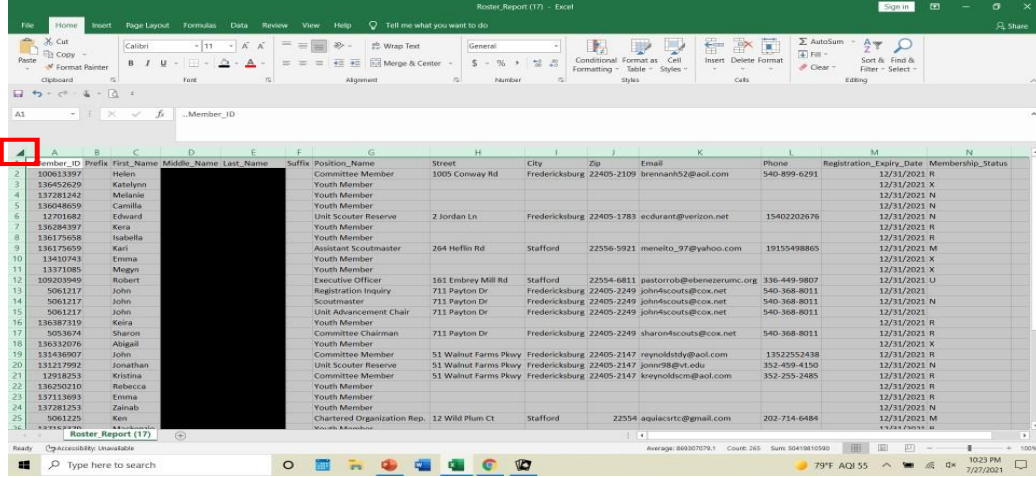 Roster_Report (17) - Excel
Sign in
File Home Insert Page Layout Formulas Data Review View Help Tell me what you want to do Share
Cut
Copy
Format Painter
Paste
Calibri 11
B I U
Wrap Text
Merge & Center
General
$ % ,
Conditional Formatting
Format as Table
Cell Styles
Insert Delete Format
AutoSum
Fill
Clear
Sort & Filter
Find & Select
Clipboard Font Alignment Number Styles Cells Editing
A1 fx ..Member_ID
A B C D E F G H I J K L M N
Member_ID Prefix First_Name Middle_Name Last_Name Suffix Position_Name Street City Zip Email Phone Registration_Expiry_Date Membership_Status
2 100613397 Helen Committee Member 1005 Conway Rd Fredericksburg 22405-2109 brennanh52@aol.com 540-899-6291 12/31/2021 R
3 136452629 Katelynn Youth Member 12/31/2021 X
4 137281242 Melanie Youth Member 12/31/2021 N
5 136048659 Camilla Youth Member 12/31/2021 N
6 12701682 Edward Unit Scouter Reserve 2 Jordan Ln Fredericksburg 22405-1783 ecdurant@verizon.net 15402202676 12/31/2021 N
7 136284397 Kera Youth Member 12/31/2021 R
8 136175658 Isabella Youth Member 12/31/2021 R
9 136175659 Kari Assistant Scoutmaster 264 Heflin Rd Stafford 22556-5921 meneito_97@yahoo.com 19155498865 12/31/2021 M
10 13410743 Emma Youth Member 12/31/2021 X
11 13371085 Megyn Youth Member 12/31/2021 X
12 109203949 Robert Executive Officer 161 Embrey Mill Rd Stafford 22554-6811 pastorrob@ebenezerumc.org 336-449-9807 12/31/2021 U
13 5061217 John Registration Inquiry 711 Payton Dr Fredericksburg 22405-2249 john4scouts@cox.net 540-368-8011 12/31/2021
14 5061217 John Scoutmaster 711 Payton Dr Fredericksburg 22405-2249 john4scouts@cox.net 540-368-8011 12/31/2021 N
15 5061217 John Unit Advancement Chair 711 Payton Dr Fredericksburg 22405-2249 john4scouts@cox.net 540-368-8011 12/31/2021
16 136387319 Keira Youth Member 12/31/2021 R
17 5053674 Sharon Committee Chairman 711 Payton Dr Fredericksburg 22405-2249 sharon4scouts@cox.net 540-368-8011 12/31/2021 R
18 136332076 Abigail Youth Member 12/31/2021 X
19 131436907 John Committee Member 51 Walnut Farms Pkwy Fredericksburg 22405-2147 reynoldstdy@aol.com 13522552438 12/31/2021 R
20 131217992 Jonathan Unit Scouter Reserve 51 Walnut Farms Pkwy Fredericksburg 22405-2147 jonnr98@vt.edu 352-459-4150 12/31/2021 N
21 12918253 Kristina Committee Member 51 Walnut Farms Pkwy Fredericksburg 22405-2147 kreynoldscm@aol.com 352-255-2485 12/31/2021 R
22 136250210 Rebecca Youth Member 12/31/2021 R
23 137113693 Emma Youth Member 12/31/2021 R
24 137281253 Zainab Youth Member 12/31/2021 N
25 5061225 Ken Chartered Organization Rep. 12 Wild Plum Ct Stafford 22554 aquiacsrtc@gmail.com 202-714-6484 12/31/2021 M
Roster_Report (17)
Ready Accessibility: Unavailable Average: 869307079.1 Count: 265 Sum: 50419810590 100%
Type here to search 79°F AQI 55 10:23 PM
7/27/2021